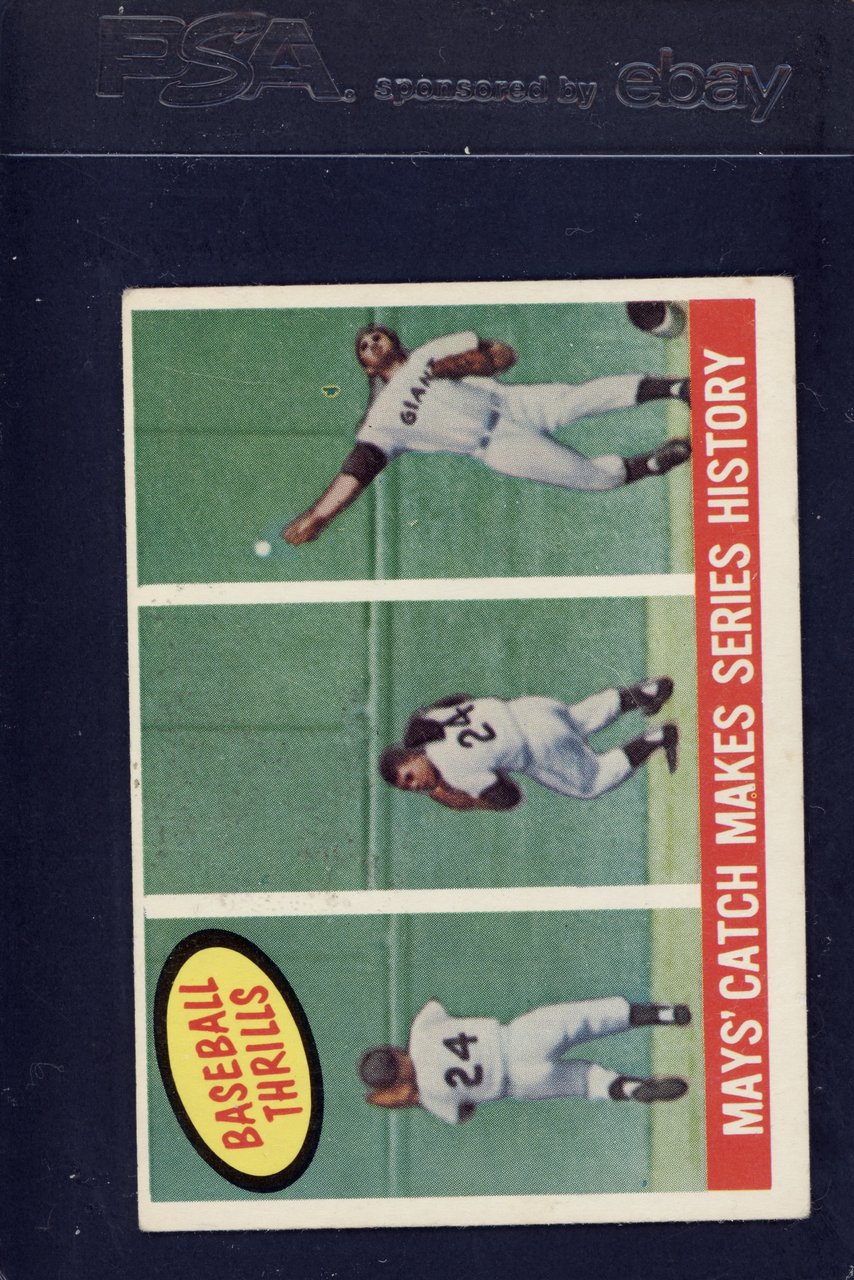 PSA. sponsored by ebay
BASEBALL
THRILLS
24
24
GIANT
MAYS' CATCH MAKES SERIES HISTORY